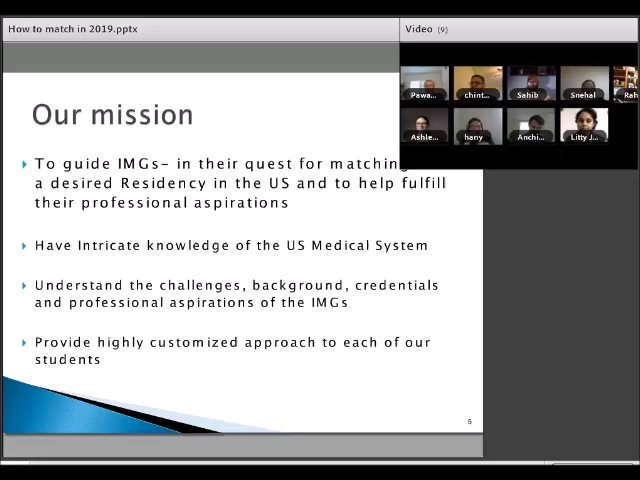 How to match in 2019.pptx
Video (9)
Our mission
To guide IMGs- in their quest for matching
a desired Residency in the US and to help fulfill
their professional aspirations
Have Intricate knowledge of the US Medical System
Understand the challenges, background, credentials
and professional aspirations of the IMGs
Provide highly customized approach to each of our
students
5
Pawa...
chint...
Sahib
Snehal
Rah
Ashle...
hany
Anchi...
Litty J...